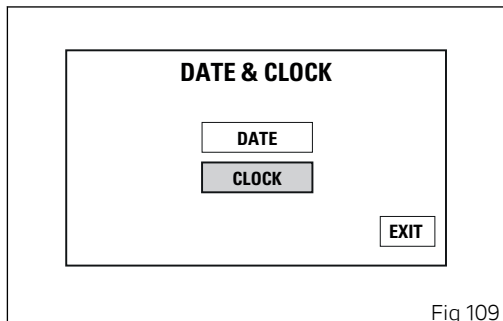 DATE & CLOCK
DATE
CLOCK
EXIT
Fig 109